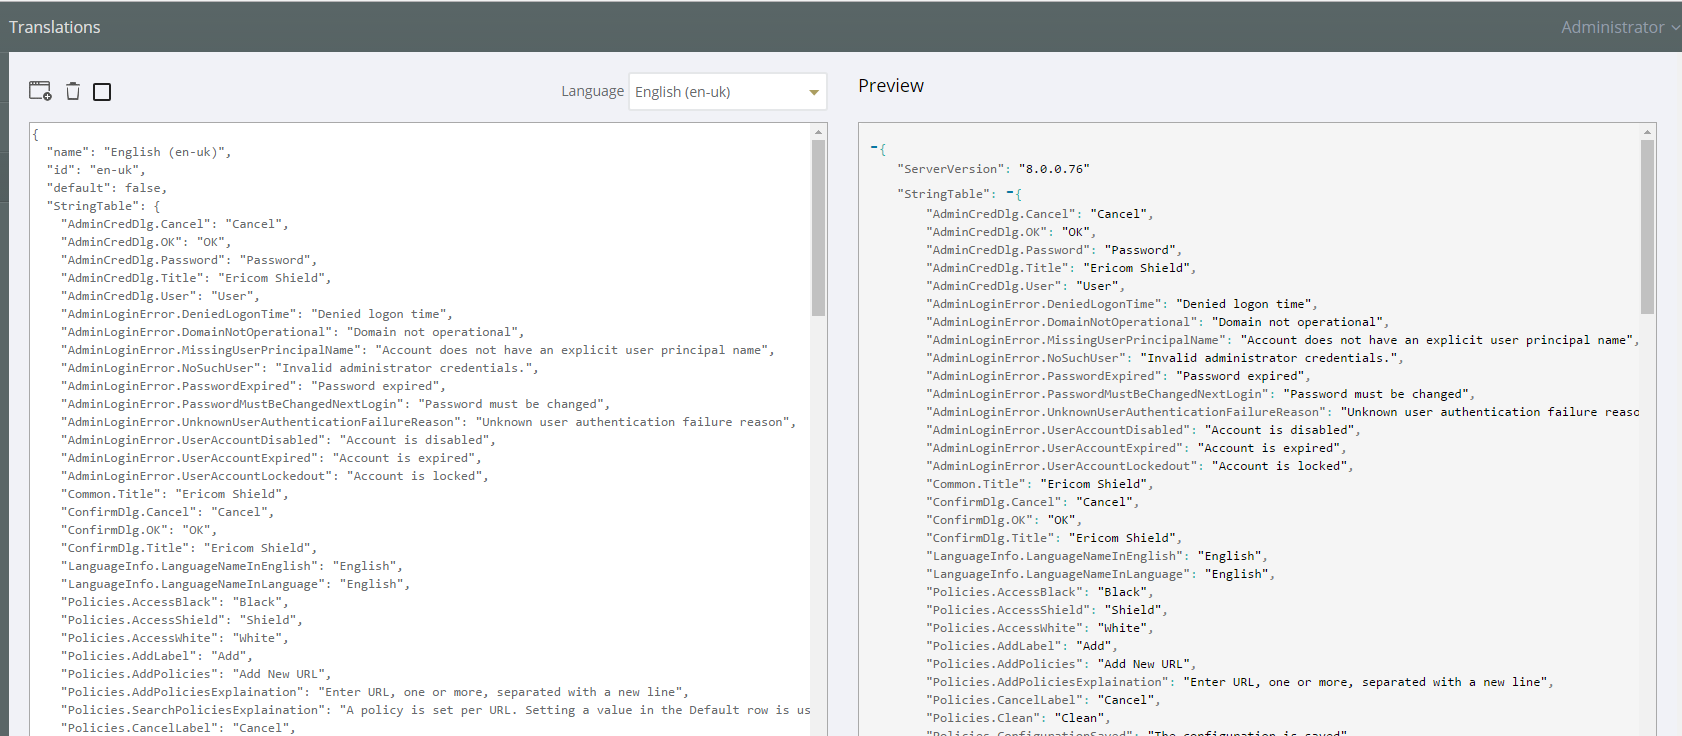 Translations
Administrator
Language English (en-uk)
{
"name": "English (en-uk)",
"id": "en-uk",
"default": false,
"StringTable": {
"AdminCredDlg.Cancel": "Cancel",
"AdminCredDlg.OK": "OK",
"AdminCredDlg.Password": "Password",
"AdminCredDlg.Title": "Ericom Shield",
"AdminCredDlg.User": "User",
"AdminLoginError.DeniedLogonTime": "Denied logon time",
"AdminLoginError.DomainNotOperational": "Domain not operational",
"AdminLoginError.MissingUserPrincipalName": "Account does not have an explicit user principal name",
"AdminLoginError.NoSuchUser": "Invalid administrator credentials.",
"AdminLoginError.PasswordExpired": "Password expired",
"AdminLoginError.PasswordMustBeChangedNextLogin": "Password must be changed",
"AdminLoginError.UnknownUserAuthenticationFailureReason": "Unknown user authentication failure reason",
"AdminLoginError.UserAccountDisabled": "Account is disabled",
"AdminLoginError.UserAccountExpired": "Account is expired",
"AdminLoginError.UserAccountLockedout": "Account is locked",
"Common.Title": "Ericom Shield",
"ConfirmDlg.Cancel": "Cancel",
"ConfirmDlg.OK": "OK",
"ConfirmDlg.Title": "Ericom Shield",
"LanguageInfo.LanguageNameInEnglish": "English",
"LanguageInfo.LanguageNameInLanguage": "English",
"Policies.AccessBlack": "Black",
"Policies.AccessShield": "Shield",
"Policies.AccessWhite": "White",
"Policies.AddLabel": "Add",
"Policies.AddPolicies": "Add New URL",
"Policies.AddPoliciesExplaination": "Enter URL, one or more, separated with a new line",
"Policies.SearchPoliciesExplaination": "A policy is set per URL. Setting a value in the Default row is us
"Policies.CancelLabel": "Cancel",
Preview
-{
"ServerVersion": "8.0.0.76"
"StringTable": -{
"AdminCredDlg.Cancel": "Cancel",
"AdminCredDlg.OK": "OK",
"AdminCredDlg.Password": "Password",
"AdminCredDlg.Title": "Ericom Shield",
"AdminCredDlg.User": "User",
"AdminLoginError.DeniedLogonTime": "Denied logon time",
"AdminLoginError.DomainNotOperational": "Domain not operational",
"AdminLoginError.MissingUserPrincipalName": "Account does not have an explicit user principal name",
"AdminLoginError.NoSuchUser": "Invalid administrator credentials.",
"AdminLoginError.PasswordExpired": "Password expired",
"AdminLoginError.PasswordMustBeChangedNextLogin": "Password must be changed",
"AdminLoginError.UnknownUserAuthenticationFailureReason": "Unknown user authentication failure reaso
"AdminLoginError.UserAccountDisabled": "Account is disabled",
"AdminLoginError.UserAccountExpired": "Account is expired",
"AdminLoginError.UserAccountLockedout": "Account is locked",
"Common.Title": "Ericom Shield",
"ConfirmDlg.Cancel": "Cancel",
"ConfirmDlg.OK": "OK",
"ConfirmDlg.Title": "Ericom Shield",
"LanguageInfo.LanguageNameInEnglish": "English",
"LanguageInfo.LanguageNameInLanguage": "English",
"Policies.AccessBlack": "Black",
"Policies.AccessShield": "Shield",
"Policies.AccessWhite": "White",
"Policies.AddLabel": "Add",
"Policies.AddPolicies": "Add New URL",
"Policies.AddPoliciesExplaination": "Enter URL, one or more, separated with a new line",
"Policies.CancelLabel": "Cancel",
"Policies.Clean": "Clean",
"Policies.ConfigurationSaved": "The configuration is saved"